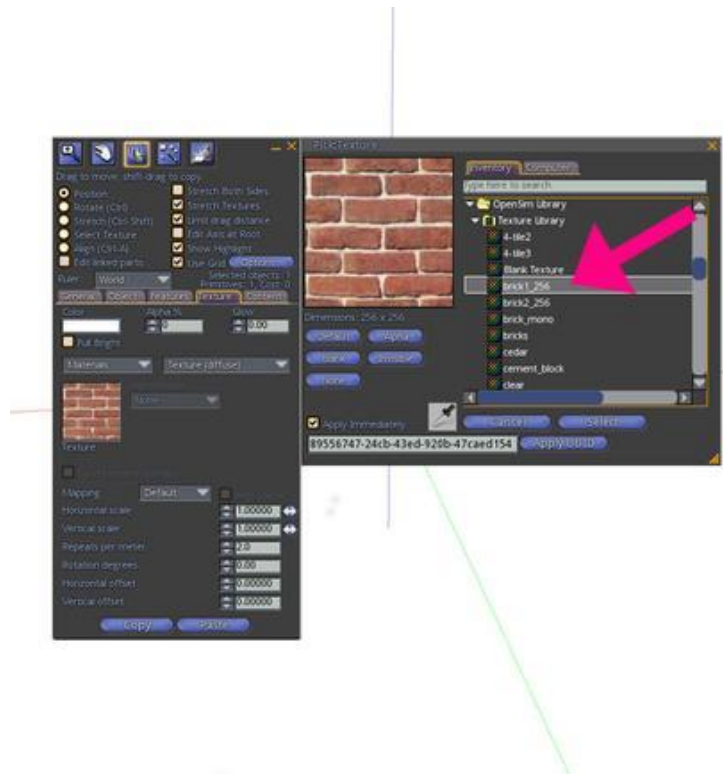 Drag to move, shift-drag to copy
Position
Rotate (Ctrl)
Stretch (Ctrl-Shift)
Select Texture
Align (Ctrl-A)
Edit linked parts
Stretch Both Sides
Stretch Textures
Limit drag distance
Edit Axis at Root
Show Highlight
Use Grid Options...
Ruler: World
Selected objects: 1
Primitives: 1, Cost: 0
General Object Features Texture Content
Color Alpha % Glow
0 0.00
Full Bright
Materials Texture (diffuse)
None
Texture
Mapping Default
Horizontal scale 1.00000
Vertical scale 1.00000
Repeats per meter 2.0
Rotation degrees 0.00
Horizontal offset 0.00000
Vertical offset 0.00000
Copy Paste
Pick: Texture
Dimensions: 256 x 256
Default Alpha
Blank Invisible
None
Apply Immediately
89556747-24cb-43ed-920b-47caed154
Inventory Computer
Type here to search
OpenSim Library
Texture Library
4-tile2
4-tile3
Blank Texture
brick1_256
brick2_256
brick_mono
bricks
cedar
cement_block
clear
Cancel Select
Apply UUID